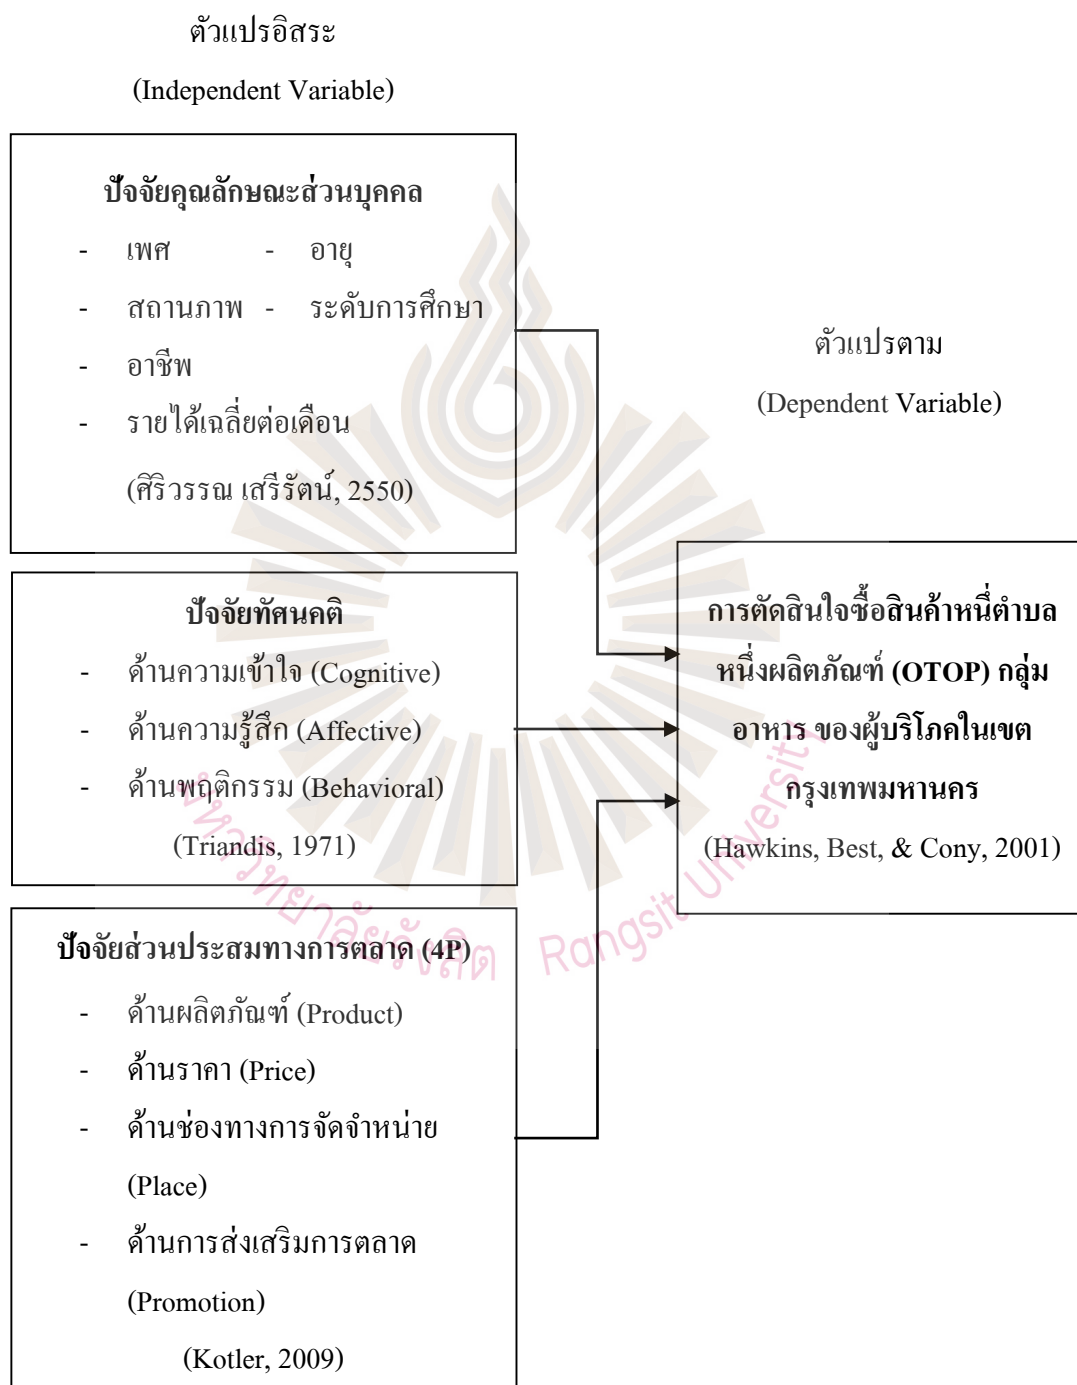 ตัวแปรอิสระ
(Independent Variable)
ปัจจัยคุณลักษณะส่วนบุคคล
- เพศ - อายุ
- สถานภาพ - ระดับการศึกษา
- อาชีพ
- รายได้เฉลี่ยต่อเดือน
(ศิริวรรณ เสรีรัตน์, 2550)
ปัจจัยทัศนคติ
- ด้านความเข้าใจ (Cognitive)
- ด้านความรู้สึก (Affective)
- ด้านพฤติกรรม (Behavioral)
(Triandis, 1971)
ปัจจัยส่วนประสมทางการตลาด (4P)
- ด้านผลิตภัณฑ์ (Product)
- ด้านราคา (Price)
- ด้านช่องทางการจัดจำหน่าย
(Place)
- ด้านการส่งเสริมการตลาด
(Promotion)
(Kotler, 2009)
ตัวแปรตาม
(Dependent Variable)
การตัดสินใจซื้อสินค้าหนึ่ตำบล
หนึ่งผลิตภัณฑ์ (OTOP) กลุ่ม
อาหาร ของผู้บริโภคในเขต
กรุงเทพมหานคร
(Hawkins, Best, & Cony, 2001)
มหาวิทยาลัยรังสิต Rangsit University